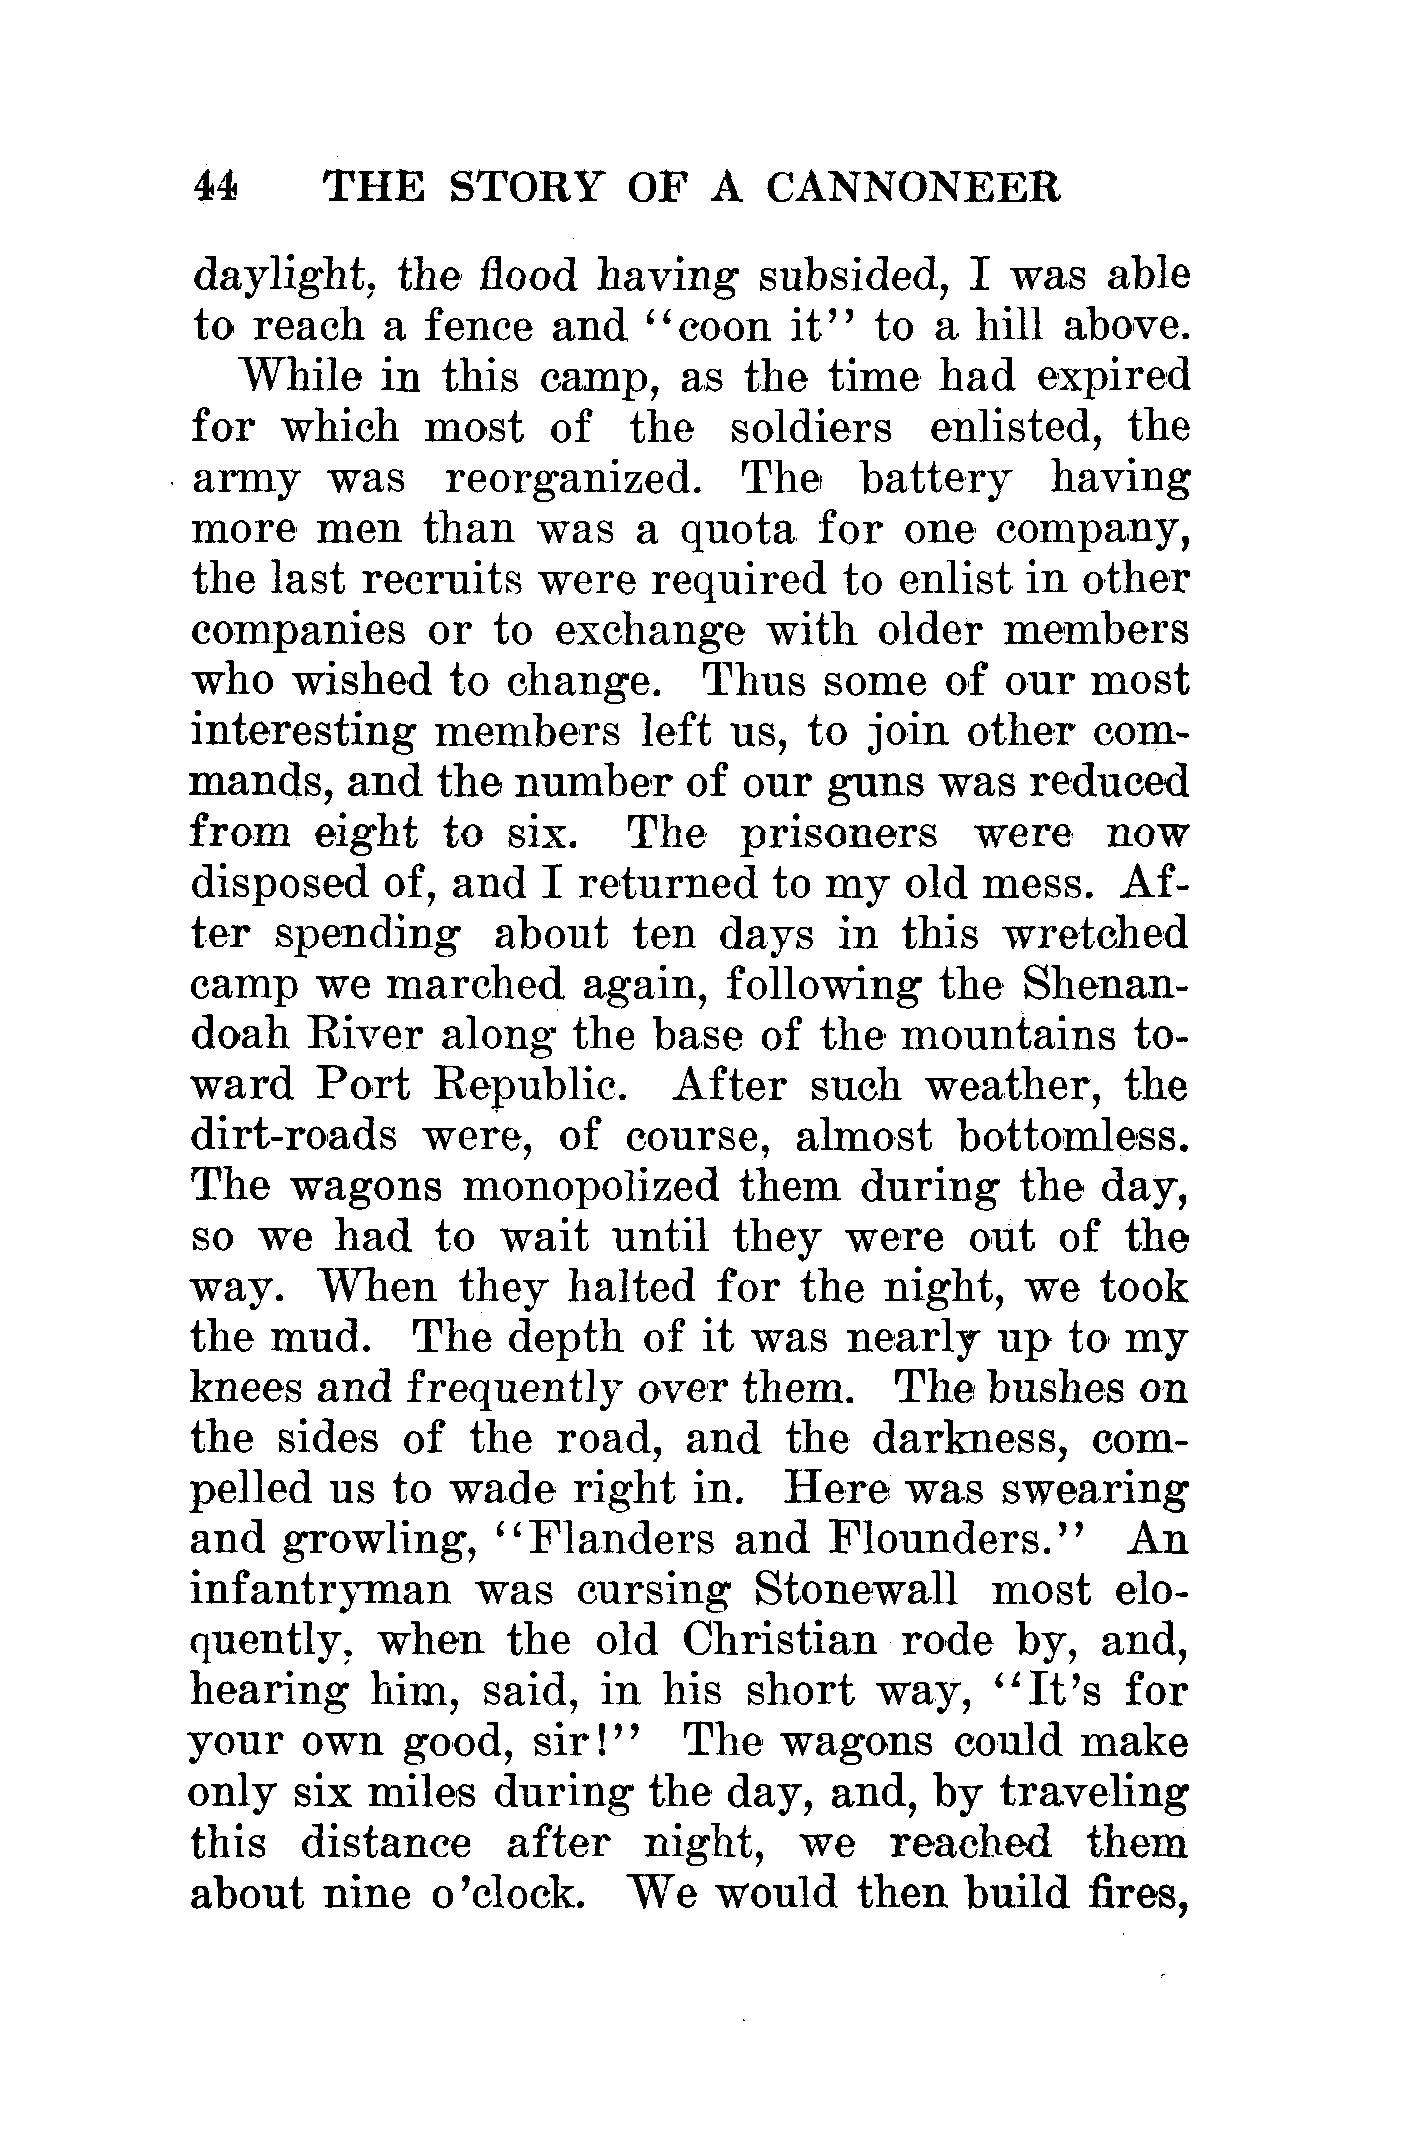 44 THE STORY OF A CANNONEER
daylight, the flood having subsided, I was able
to reach a fence and "coon it" to a hill above.
While in this camp, as the time had expired
for which most of the soldiers enlisted, the
army was reorganized. The battery having
more men than was a quota for one company,
the last recruits were required to enlist in other
companies or to exchange with older members
who wished to change. Thus some of our most
interesting members left us, to join other com-
mands, and the number of our guns was reduced
from eight to six. The prisoners were now
disposed of, and I returned to my old mess. Af-
ter spending about ten days in this wretched
camp we marched again, following the Shenan-
doah River along the base of the mountains to-
ward Port Republic. After such weather, the
dirt-roads were, of course, almost bottomless.
The wagons monopolized them during the day,
so we had to wait until they were out of the
way. When they halted for the night, we took
the mud. The depth of it was nearly up to my
knees and frequently over them. The bushes on
the sides of the road, and the darkness, com-
pelled us to wade right in. Here was swearing
and growling, "Flanders and Flounders." An
infantryman was cursing Stonewall most elo-
quently, when the old Christian rode by, and,
hearing him, said, in his short way, "It's for
your own good, sir!" The wagons could make
only six miles during the day, and, by traveling
this distance after night, we reached them
about nine o'clock. We would then build fires,